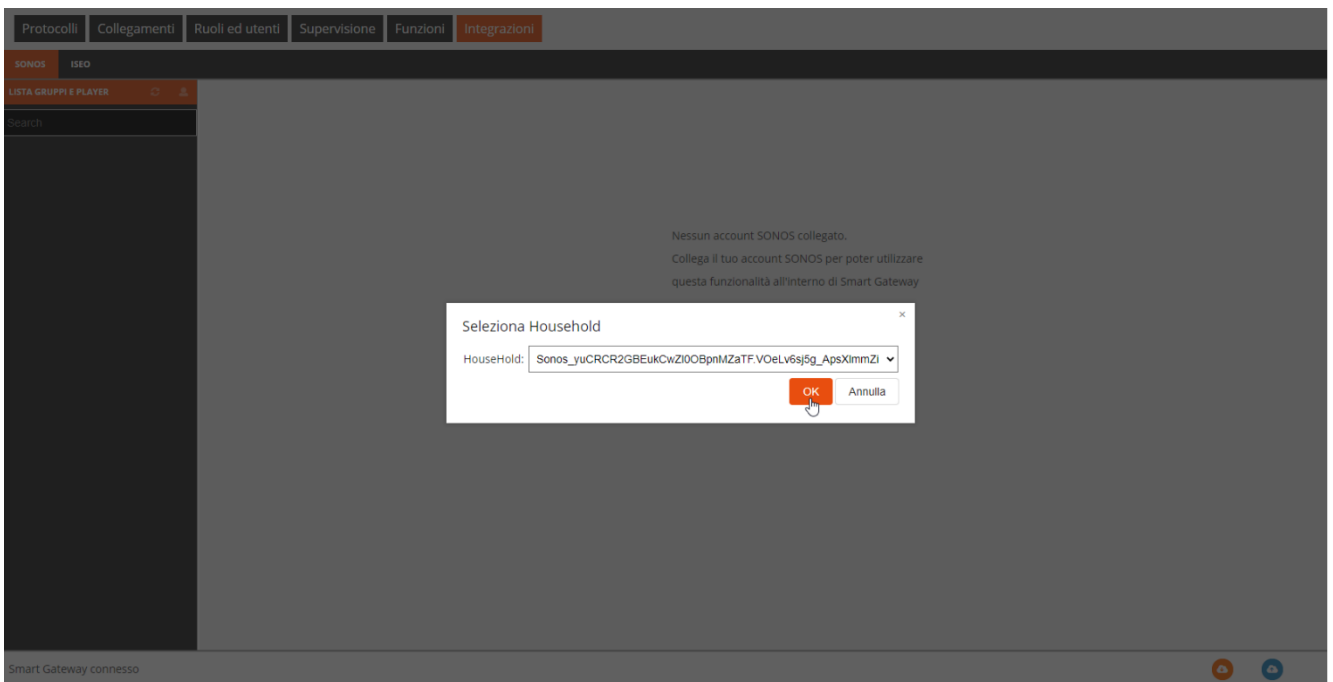 Protocolli Collegamenti Ruoli ed utenti Supervisione Funzioni Integrazioni
SONOS ISEO
LISTA GRUPPI E PLAYER
Search
Nessun account SONOS collegato.
Collega il tuo account SONOS per poter utilizzare
questa funzionalità all'interno di Smart Gateway
Seleziona Household ×
HouseHold: Sonos_yuCRCR2GBEukCwZI0OBpnMZaTF.VOeLv6sj5g_ApsXlmmZi
OK Annulla
Smart Gateway connesso